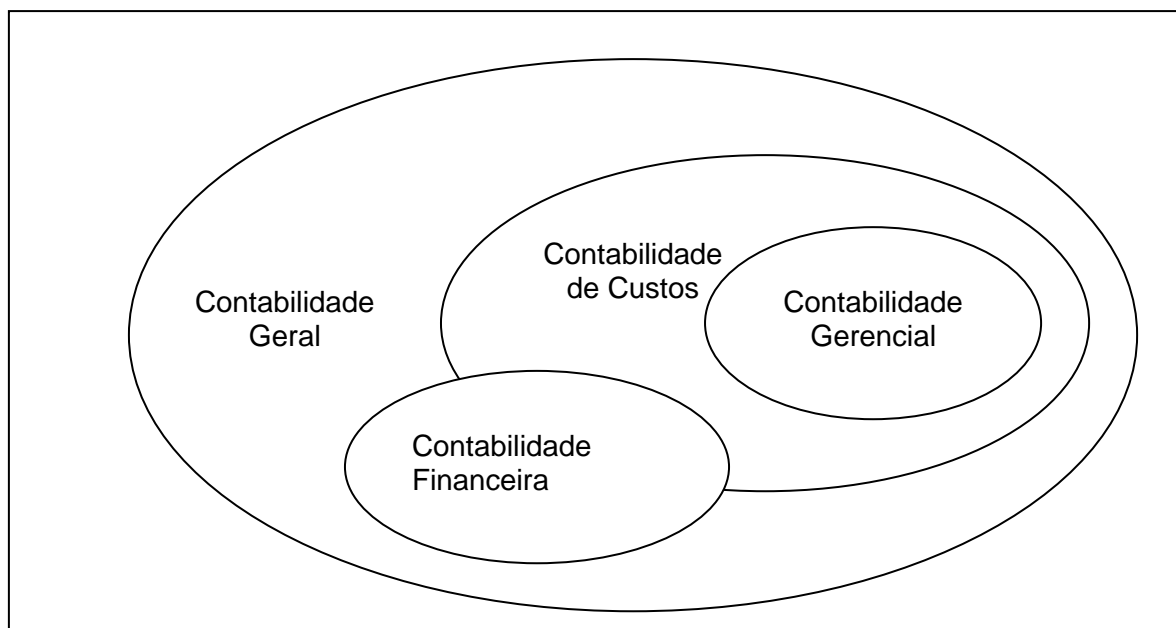 Contabilidade
de Custos
Contabilidade
Geral
Contabilidade
Gerencial
Contabilidade
Financeira